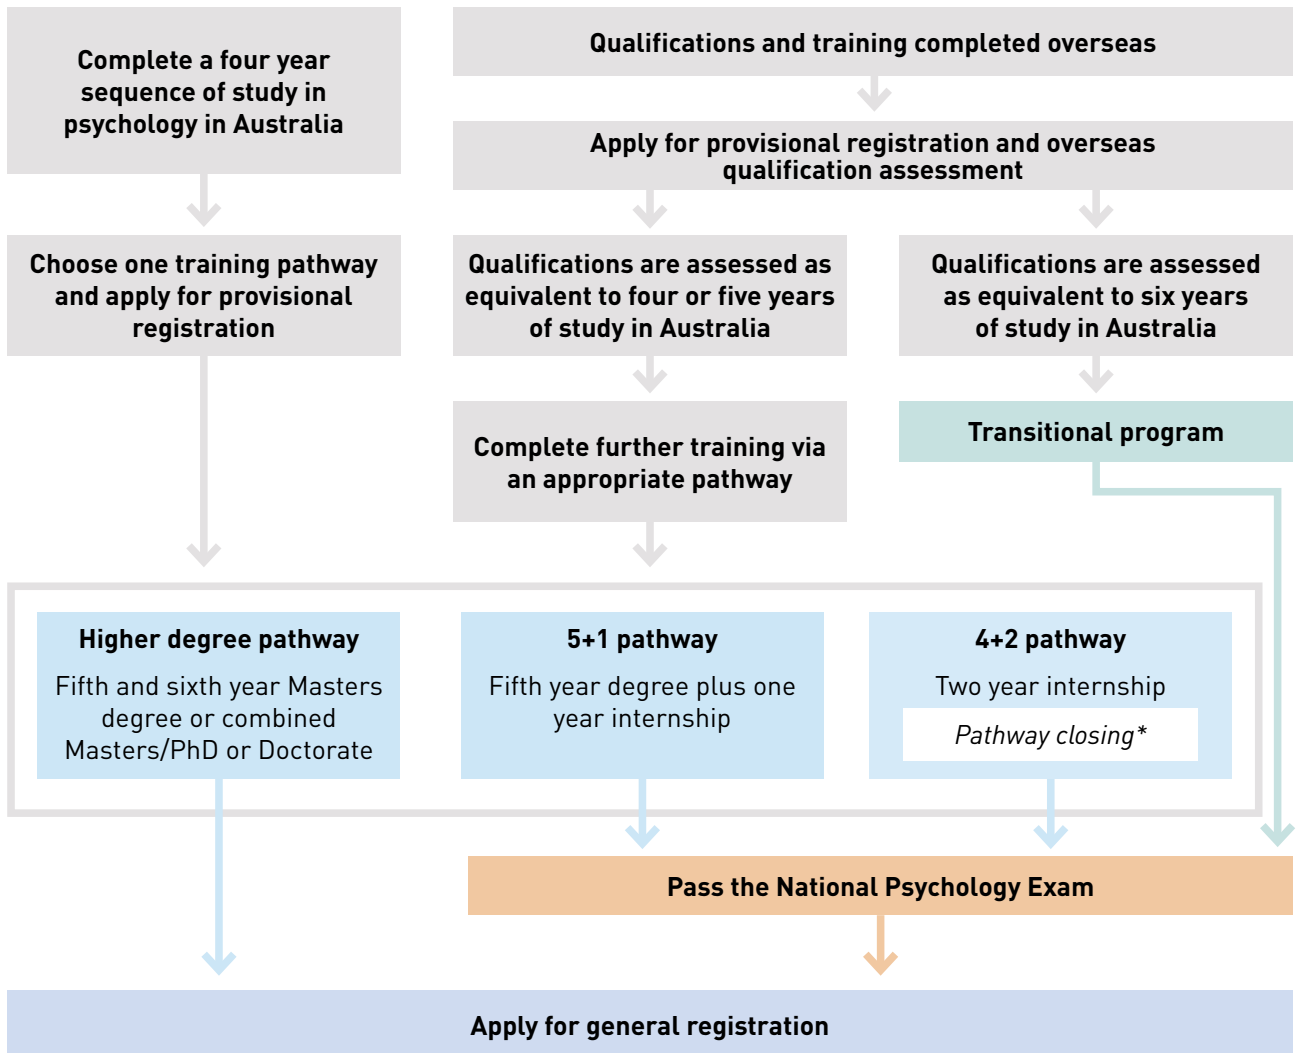 Complete a four year
sequence of study in
psychology in Australia
Qualifications and training completed overseas
Apply for provisional registration and overseas
qualification assessment
Choose one training pathway
and apply for provisional
registration
Qualifications are assessed as
equivalent to four or five years
of study in Australia
Qualifications are assessed
as equivalent to six years
of study in Australia
Complete further training via
an appropriate pathway
Transitional program
Higher degree pathway
Fifth and sixth year Masters
degree or combined
Masters/PhD or Doctorate
5+1 pathway
Fifth year degree plus one
year internship
4+2 pathway
Two year internship
Pathway closing*
Pass the National Psychology Exam
Apply for general registration